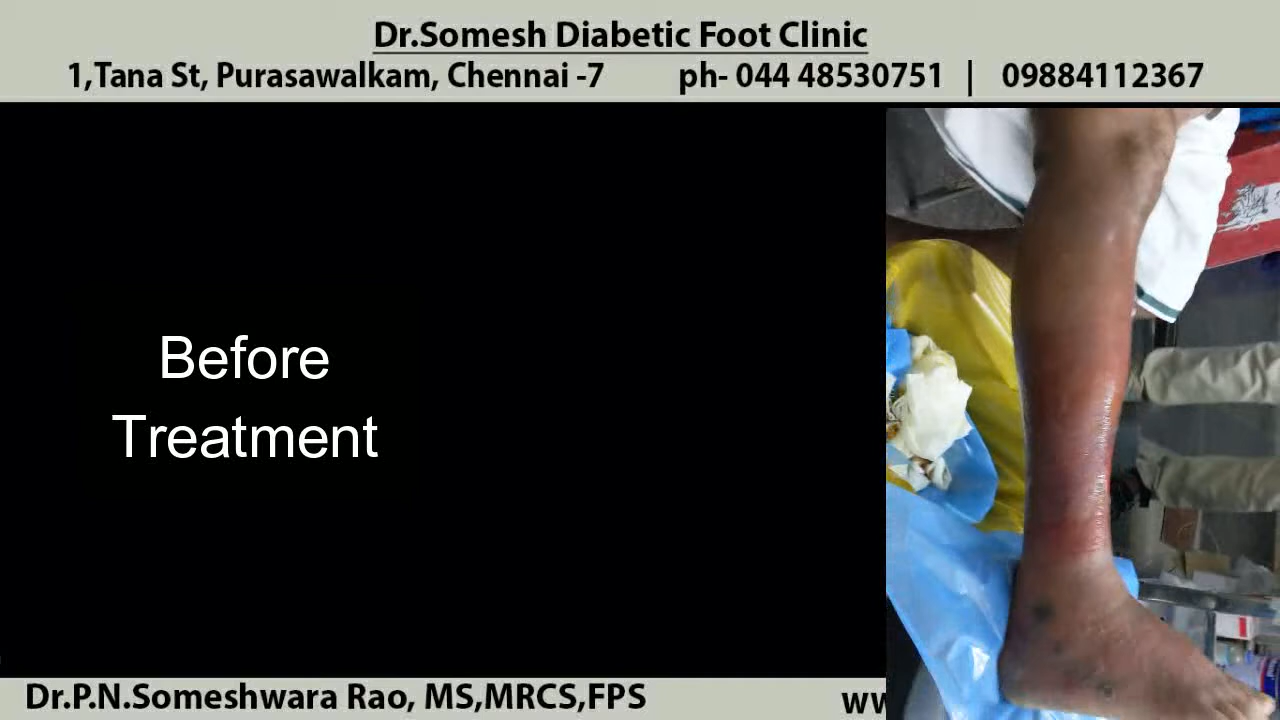 Dr.Somesh Diabetic Foot Clinic
1,Tana St, Purasawalkam, Chennai -7 ph- 044 48530751 | 09884112367
Before
Treatment
Dr.P.N.Someshwara Rao, MS,MRCS,FPS